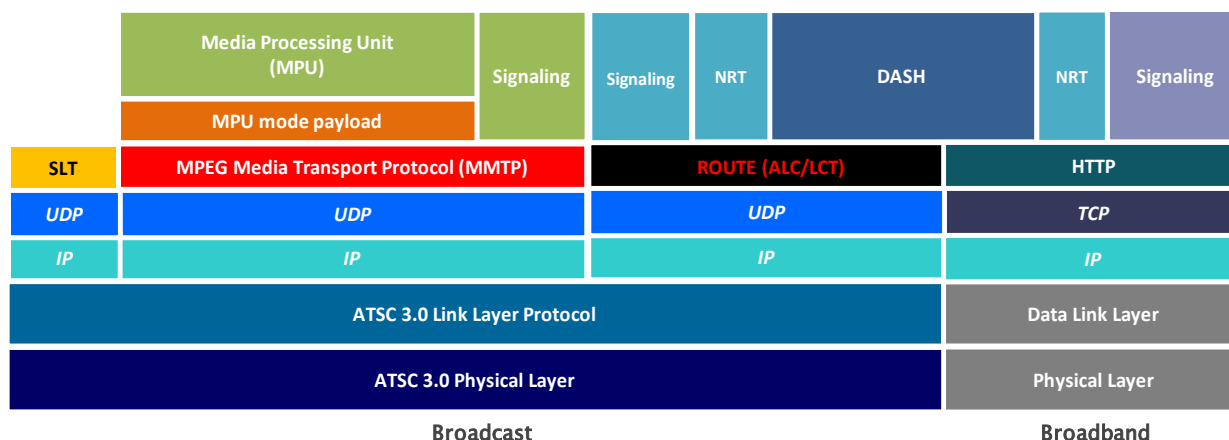 Media Processing Unit
(MPU)
Signaling
Signaling
NRT
DASH
NRT
Signaling
MPU mode payload
SLT
MPEG Media Transport Protocol (MMTP)
ROUTE (ALC/LCT)
HTTP
UDP
UDP
UDP
TCP
IP
IP
IP
IP
ATSC 3.0 Link Layer Protocol
Data Link Layer
ATSC 3.0 Physical Layer
Physical Layer
Broadcast
Broadband